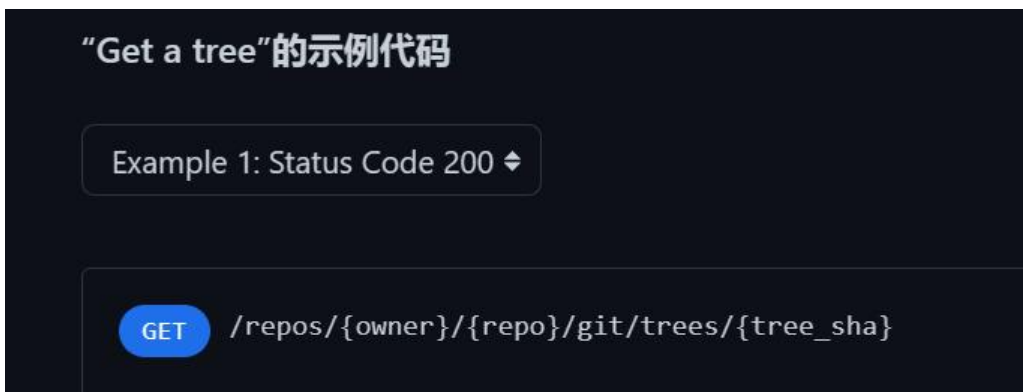 “Get a tree”的示例代码
Example 1: Status Code 200
GET /repos/{owner}/{repo}/git/trees/{tree_sha}